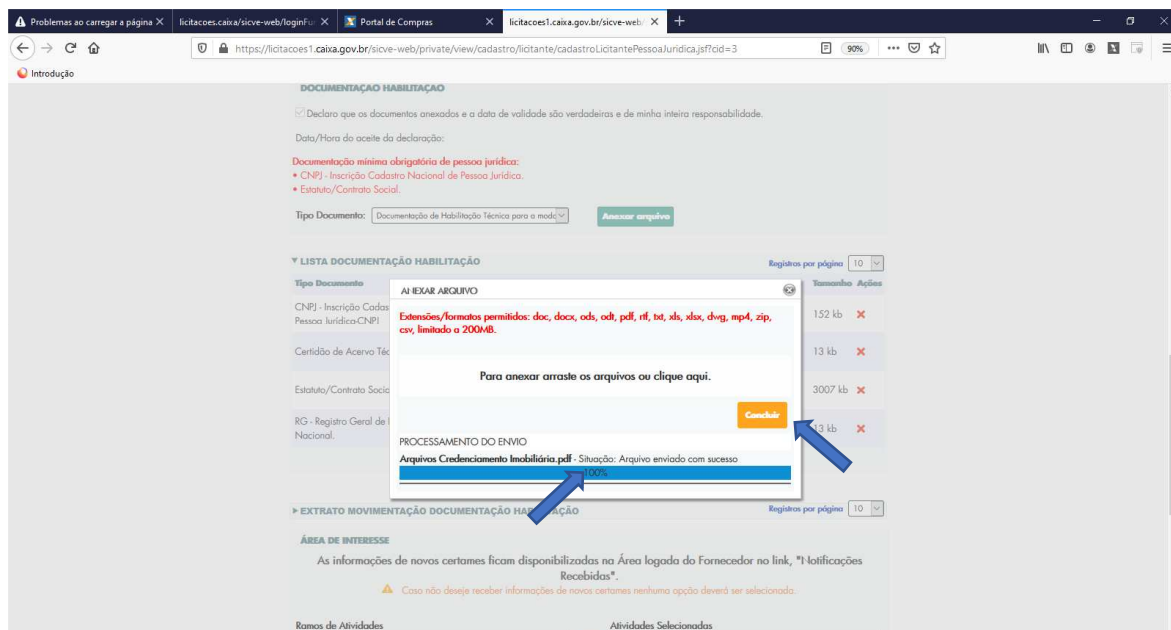 Problemas ao carregar a página
licitacoes.caixa/sicve-web/loginFor
Portal de Compras
licitacoes1.caixa.gov.br/sicve-web/
https://licitacoes1.caixa.gov.br/sicve-web/private/view/cadastro/licitante/cadastroLicitantePessoaJuridica.jsf?cid=3
90%
Introdução
DOCUMENTAÇÃO HABILITAÇÃO
Declaro que os documentos anexados e a data de validade são verdadeiras e de minha inteira responsabilidade.
Data/Hora do aceite da declaração:
Documentação mínima obrigatória de pessoa jurídica:
• CNPJ - Inscrição Cadastro Nacional de Pessoa Jurídica.
• Estatuto/Contrato Social.
Tipo Documento: Documentação de Habilitação Técnica para a modc Anexar arquivo
▼ LISTA DOCUMENTAÇÃO HABILITAÇÃO Registros por página 10
Tipo Documento Tamanho Ações
CNPJ - Inscrição Cadas
Pessoa Jurídica-CNPJ 152 kb
Certidão de Acervo Téc 13 kb
Estatuto/Contrato Socia 3007 kb
RG - Registro Geral de
Nacional. 13 kb
ANEXAR ARQUIVO
Extensões/formatos permitidos: doc, docx, ods, odt, pdf, rtf, txt, xls, xlsx, dwg, mp4, zip,
csv, limitado a 200MB.
Para anexar arraste os arquivos ou clique aqui.
Concluir
PROCESSAMENTO DO ENVIO
Arquivos Credenciamento Imobiliária.pdf - Situação: Arquivo enviado com sucesso
100%
▶ EXTRATO MOVIMENTAÇÃO DOCUMENTAÇÃO HABILITAÇÃO Registros por página 10
ÁREA DE INTERESSE
As informações de novos certames ficam disponibilizadas na Área logada do Fornecedor no link, "Notificações
Recebidas".
Caso não deseje receber informações de novos certames nenhuma opção deverá ser selecionada.
Ramos de Atividades Atividades Selecionadas